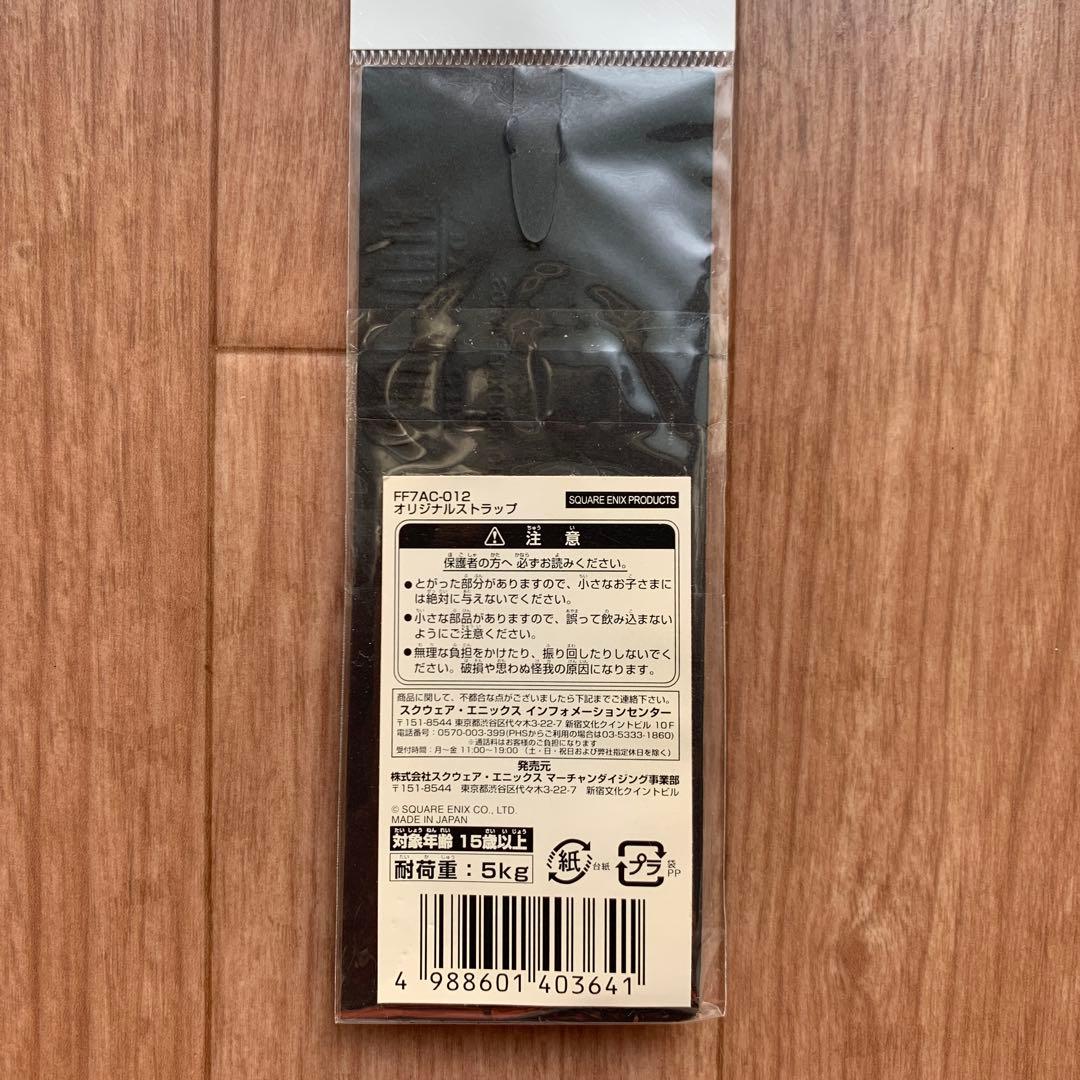 FF7AC-012
オリジナルストラップ
SQUARE ENIX PRODUCTS
注意
保護者の方へ 必ずお読みください。
●とがった部分がありますので、小さなお子さまに
は絶対に与えないでください。
●小さな部品がありますので、誤って飲み込まない
ようにご注意ください。
●無理な負担をかけたり、振り回したりしないでく
ださい。破損や思わぬ怪我の原因になります。
商品に関して、不都合な点がございましたら下記までご連絡下さい。
スクウェア・エニックス インフォメーションセンター
〒151-8544 東京都渋谷区代々木3-22-7 新宿文化クイントビル 10F
電話番号：0570-003-399(PHSからご利用の場合は03-5333-1860)
※通話料はお客様のご負担になります
受付時間：月～金 11:00～19:00 （土・日・祝日および弊社指定休日を除く）
発売元
株式会社スクウェア・エニックス マーチャンダイジング事業部
〒151-8544 東京都渋谷区代々木3-22-7 新宿文化クイントビル
© SQUARE ENIX CO., LTD.
MADE IN JAPAN
対象年齢 15歳以上
耐荷重：5kg
紙 台紙
プラ 袋 PP
4 988601 403641